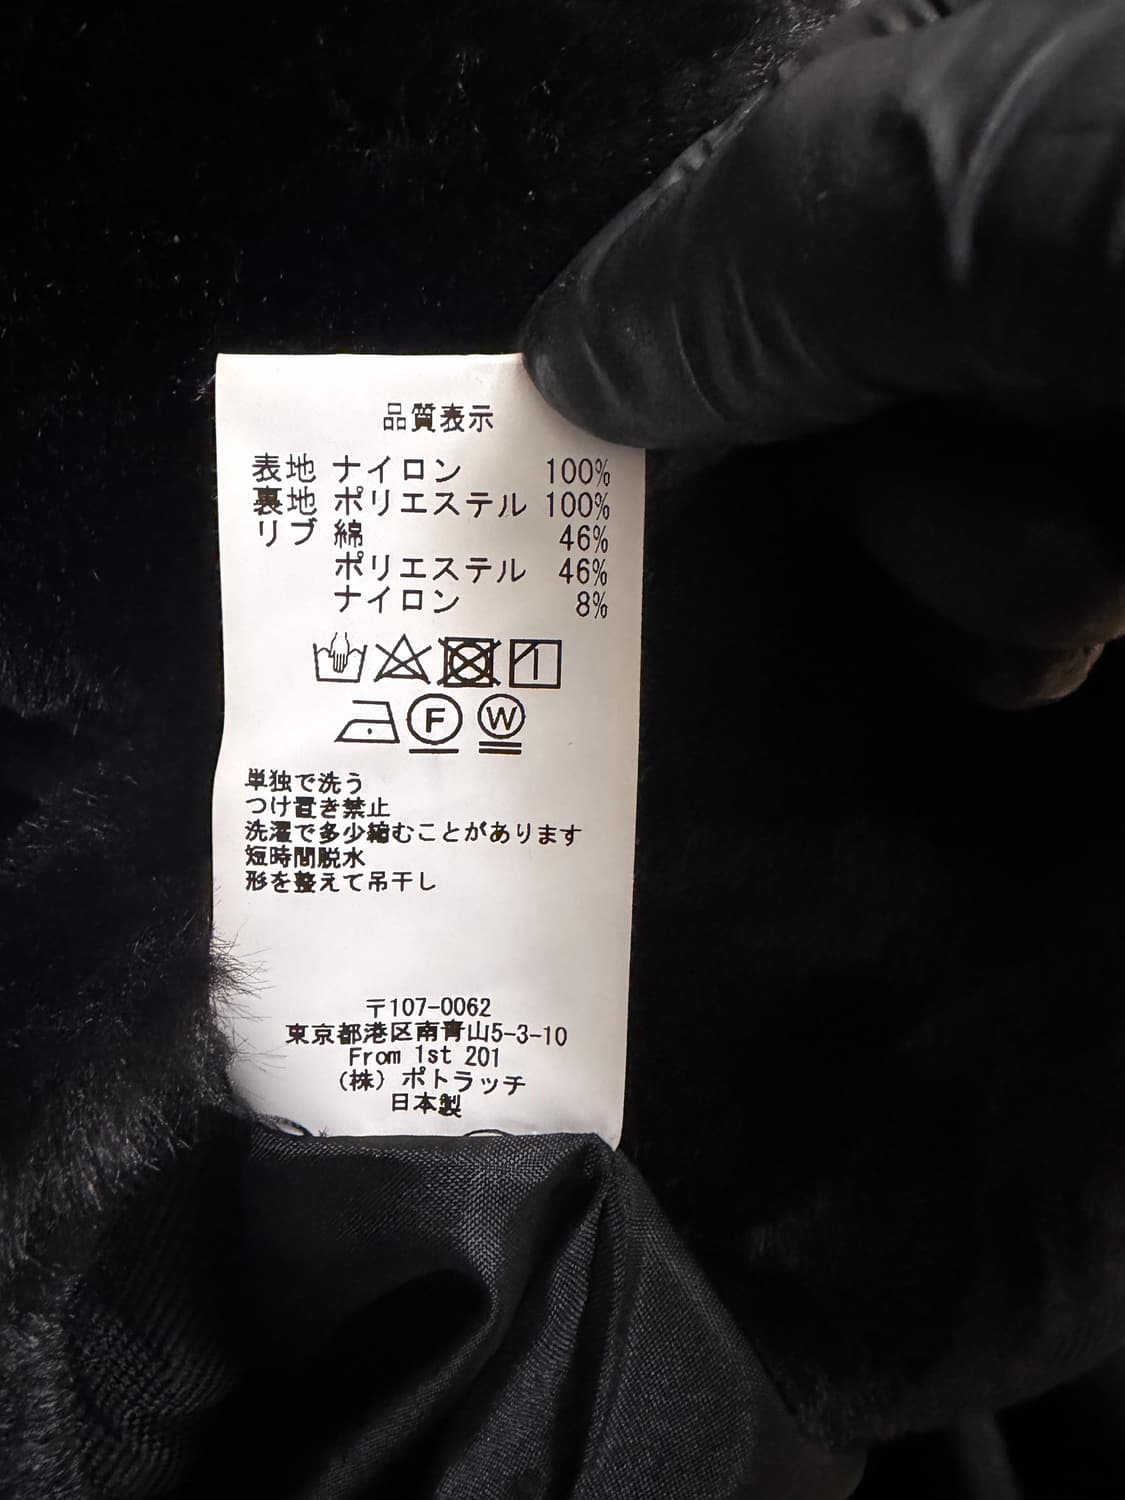 品質表示
表地 ナイロン 100%
裏地 ポリエステル 100%
リブ 綿 46%
ポリエステル 46%
ナイロン 8%
F W
単独で洗う
つけ置き禁止
洗濯で多少縮むことがあります
短時間脱水
形を整えて吊干し
〒107-0062
東京都港区南青山5-3-10
From 1st 201
(株) ポトラッチ
日本製